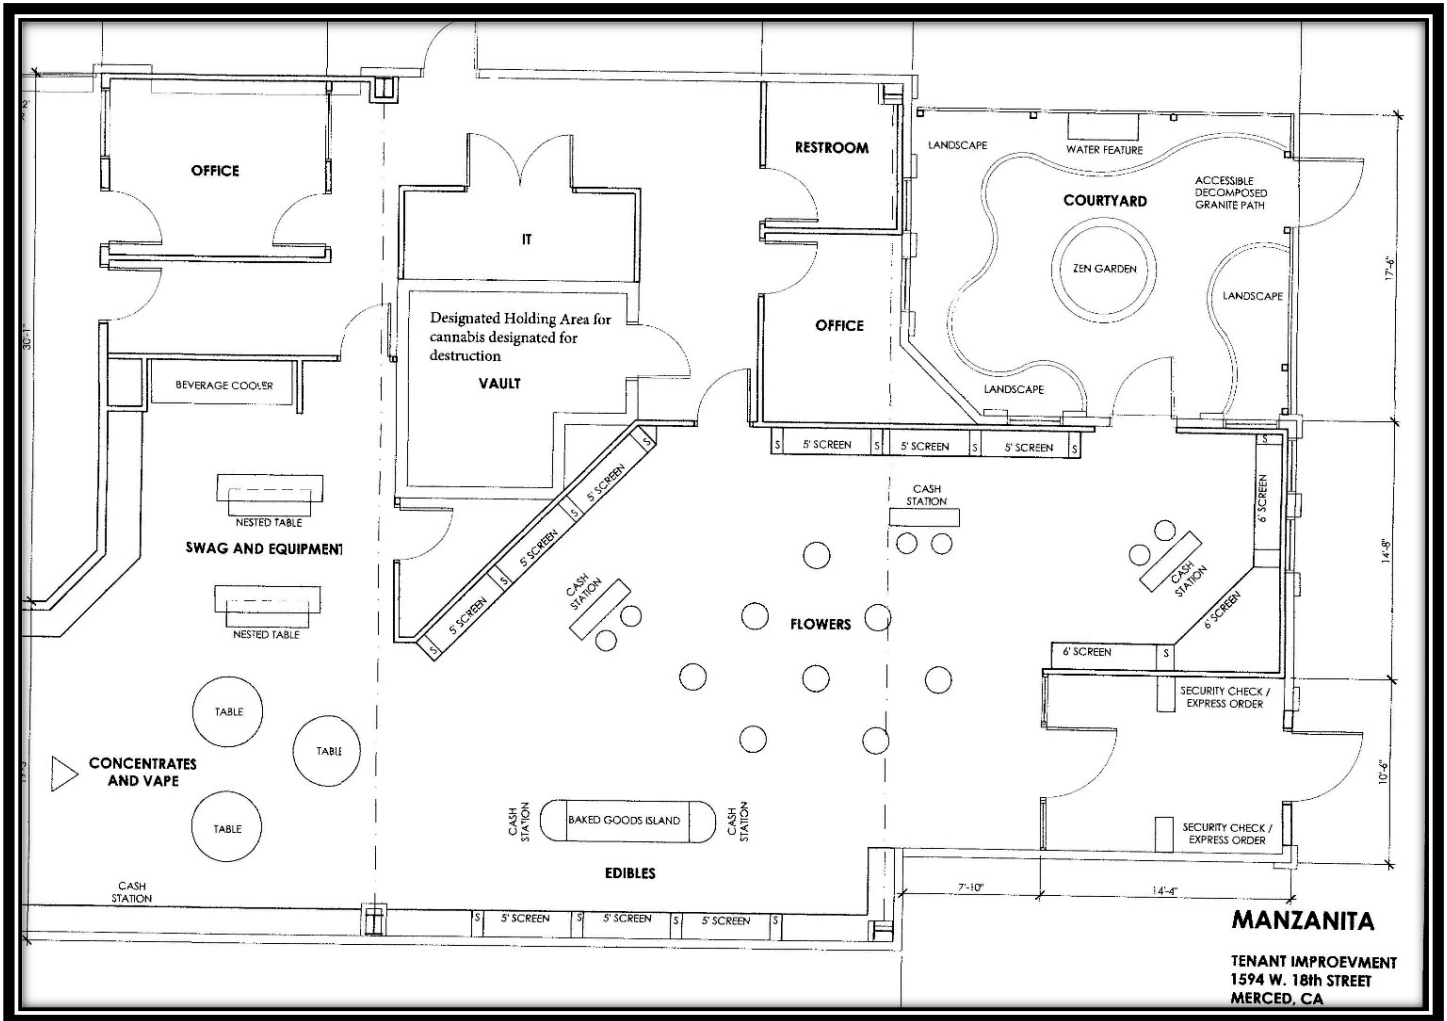 RESTROOM
LANDSCAPE
WATER FEATURE
OFFICE
ACCESSIBLE
DECOMPOSED
GRANITE PATH
COURTYARD
IT
ZEN GARDEN
17'-6"
LANDSCAPE
Designated Holding Area for
cannabis designated for
destruction
OFFICE
30'-1"
VAULT
BEVERAGE COOLER
LANDSCAPE
S
5' SCREEN
S
5' SCREEN
S
5' SCREEN
S
S
6' SCREEN
S
5' SCREEN
S
5' SCREEN
S
5' SCREEN
S
CASH
STATION
NESTED TABLE
SWAG AND EQUIPMENT
14'-8"
CASH
STATION
CASH
STATION
6' SCREEN
FLOWERS
NESTED TABLE
6' SCREEN
S
SECURITY CHECK /
EXPRESS ORDER
TABLE
TABLE
CONCENTRATES
AND VAPE
10'-6"
TABLE
CASH
STATION
BAKED GOODS ISLAND
CASH
STATION
SECURITY CHECK /
EXPRESS ORDER
EDIBLES
CASH
STATION
7'-10"
14'-4"
S
5' SCREEN
S
5' SCREEN
S
5' SCREEN
S
MANZANITA
TENANT IMPROEVMENT
1594 W. 18th STREET
MERCED, CA